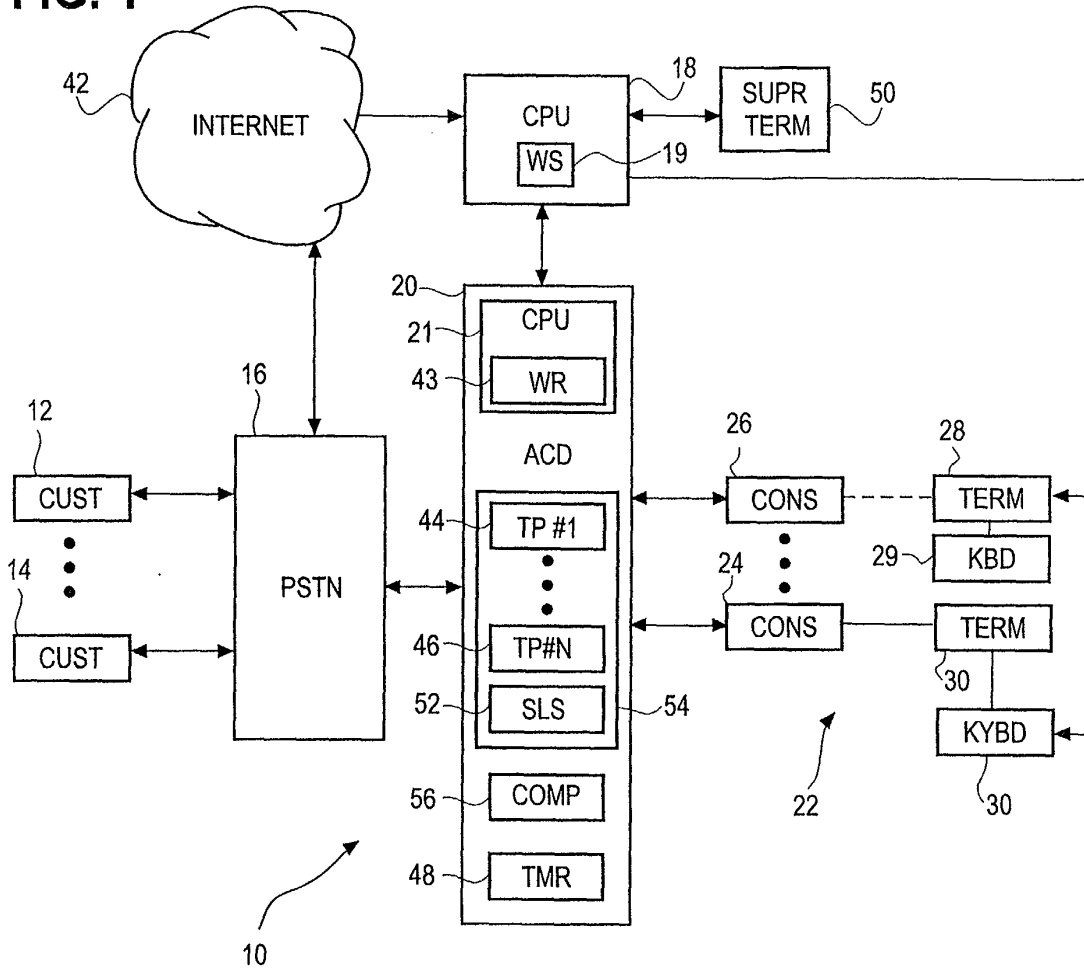 FIG. 1
42
INTERNET
18
CPU
WS
19
SUPR
TERM
50
20
21
CPU
43
WR
ACD
12
CUST
14
CUST
16
PSTN
44
TP #1
46
TP#N
52
SLS
54
56
COMP
48
TMR
26
CONS
24
CONS
28
TERM
29
KBD
TERM
30
KYBD
30
22
10